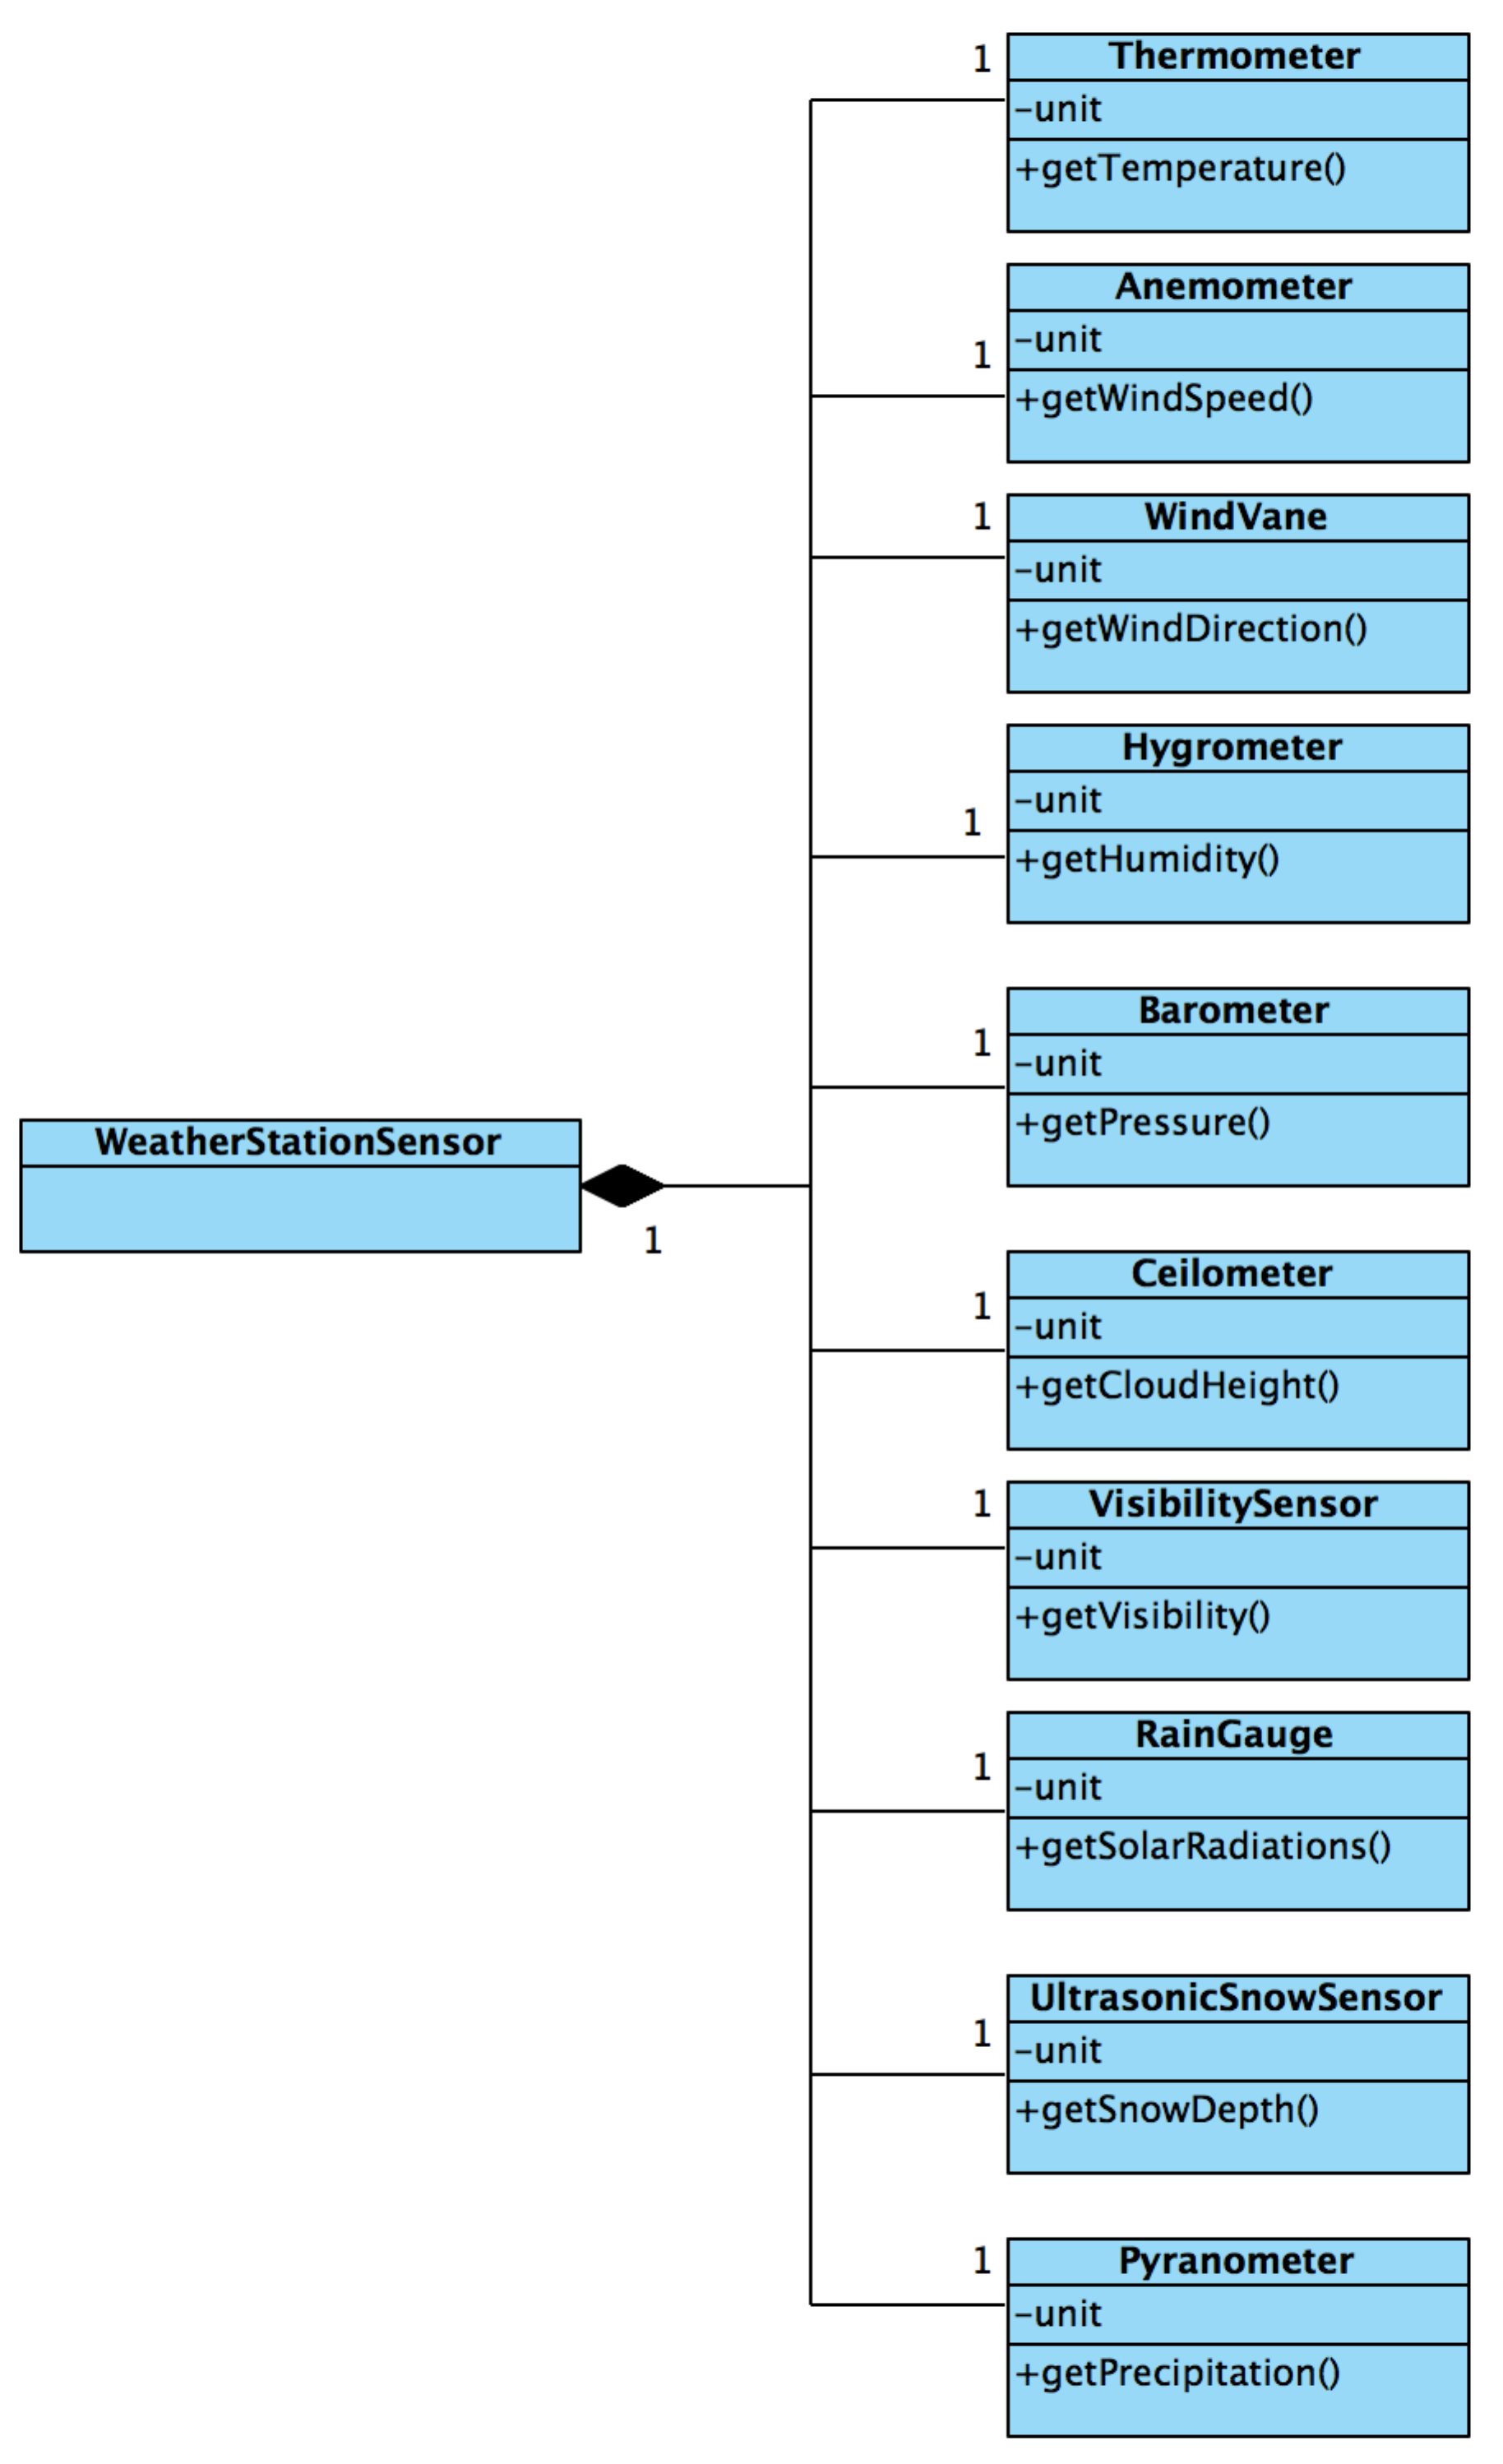 1
Thermometer
-unit
+getTemperature()
1
Anemometer
-unit
+getWindSpeed()
1
WindVane
-unit
+getWindDirection()
1
Hygrometer
-unit
+getHumidity()
1
Barometer
-unit
+getPressure()
WeatherStationSensor
1
1
Ceilometer
-unit
+getCloudHeight()
1
VisibilitySensor
-unit
+getVisibility()
1
RainGauge
-unit
+getSolarRadiations()
1
UltrasonicSnowSensor
-unit
+getSnowDepth()
1
Pyranometer
-unit
+getPrecipitation()